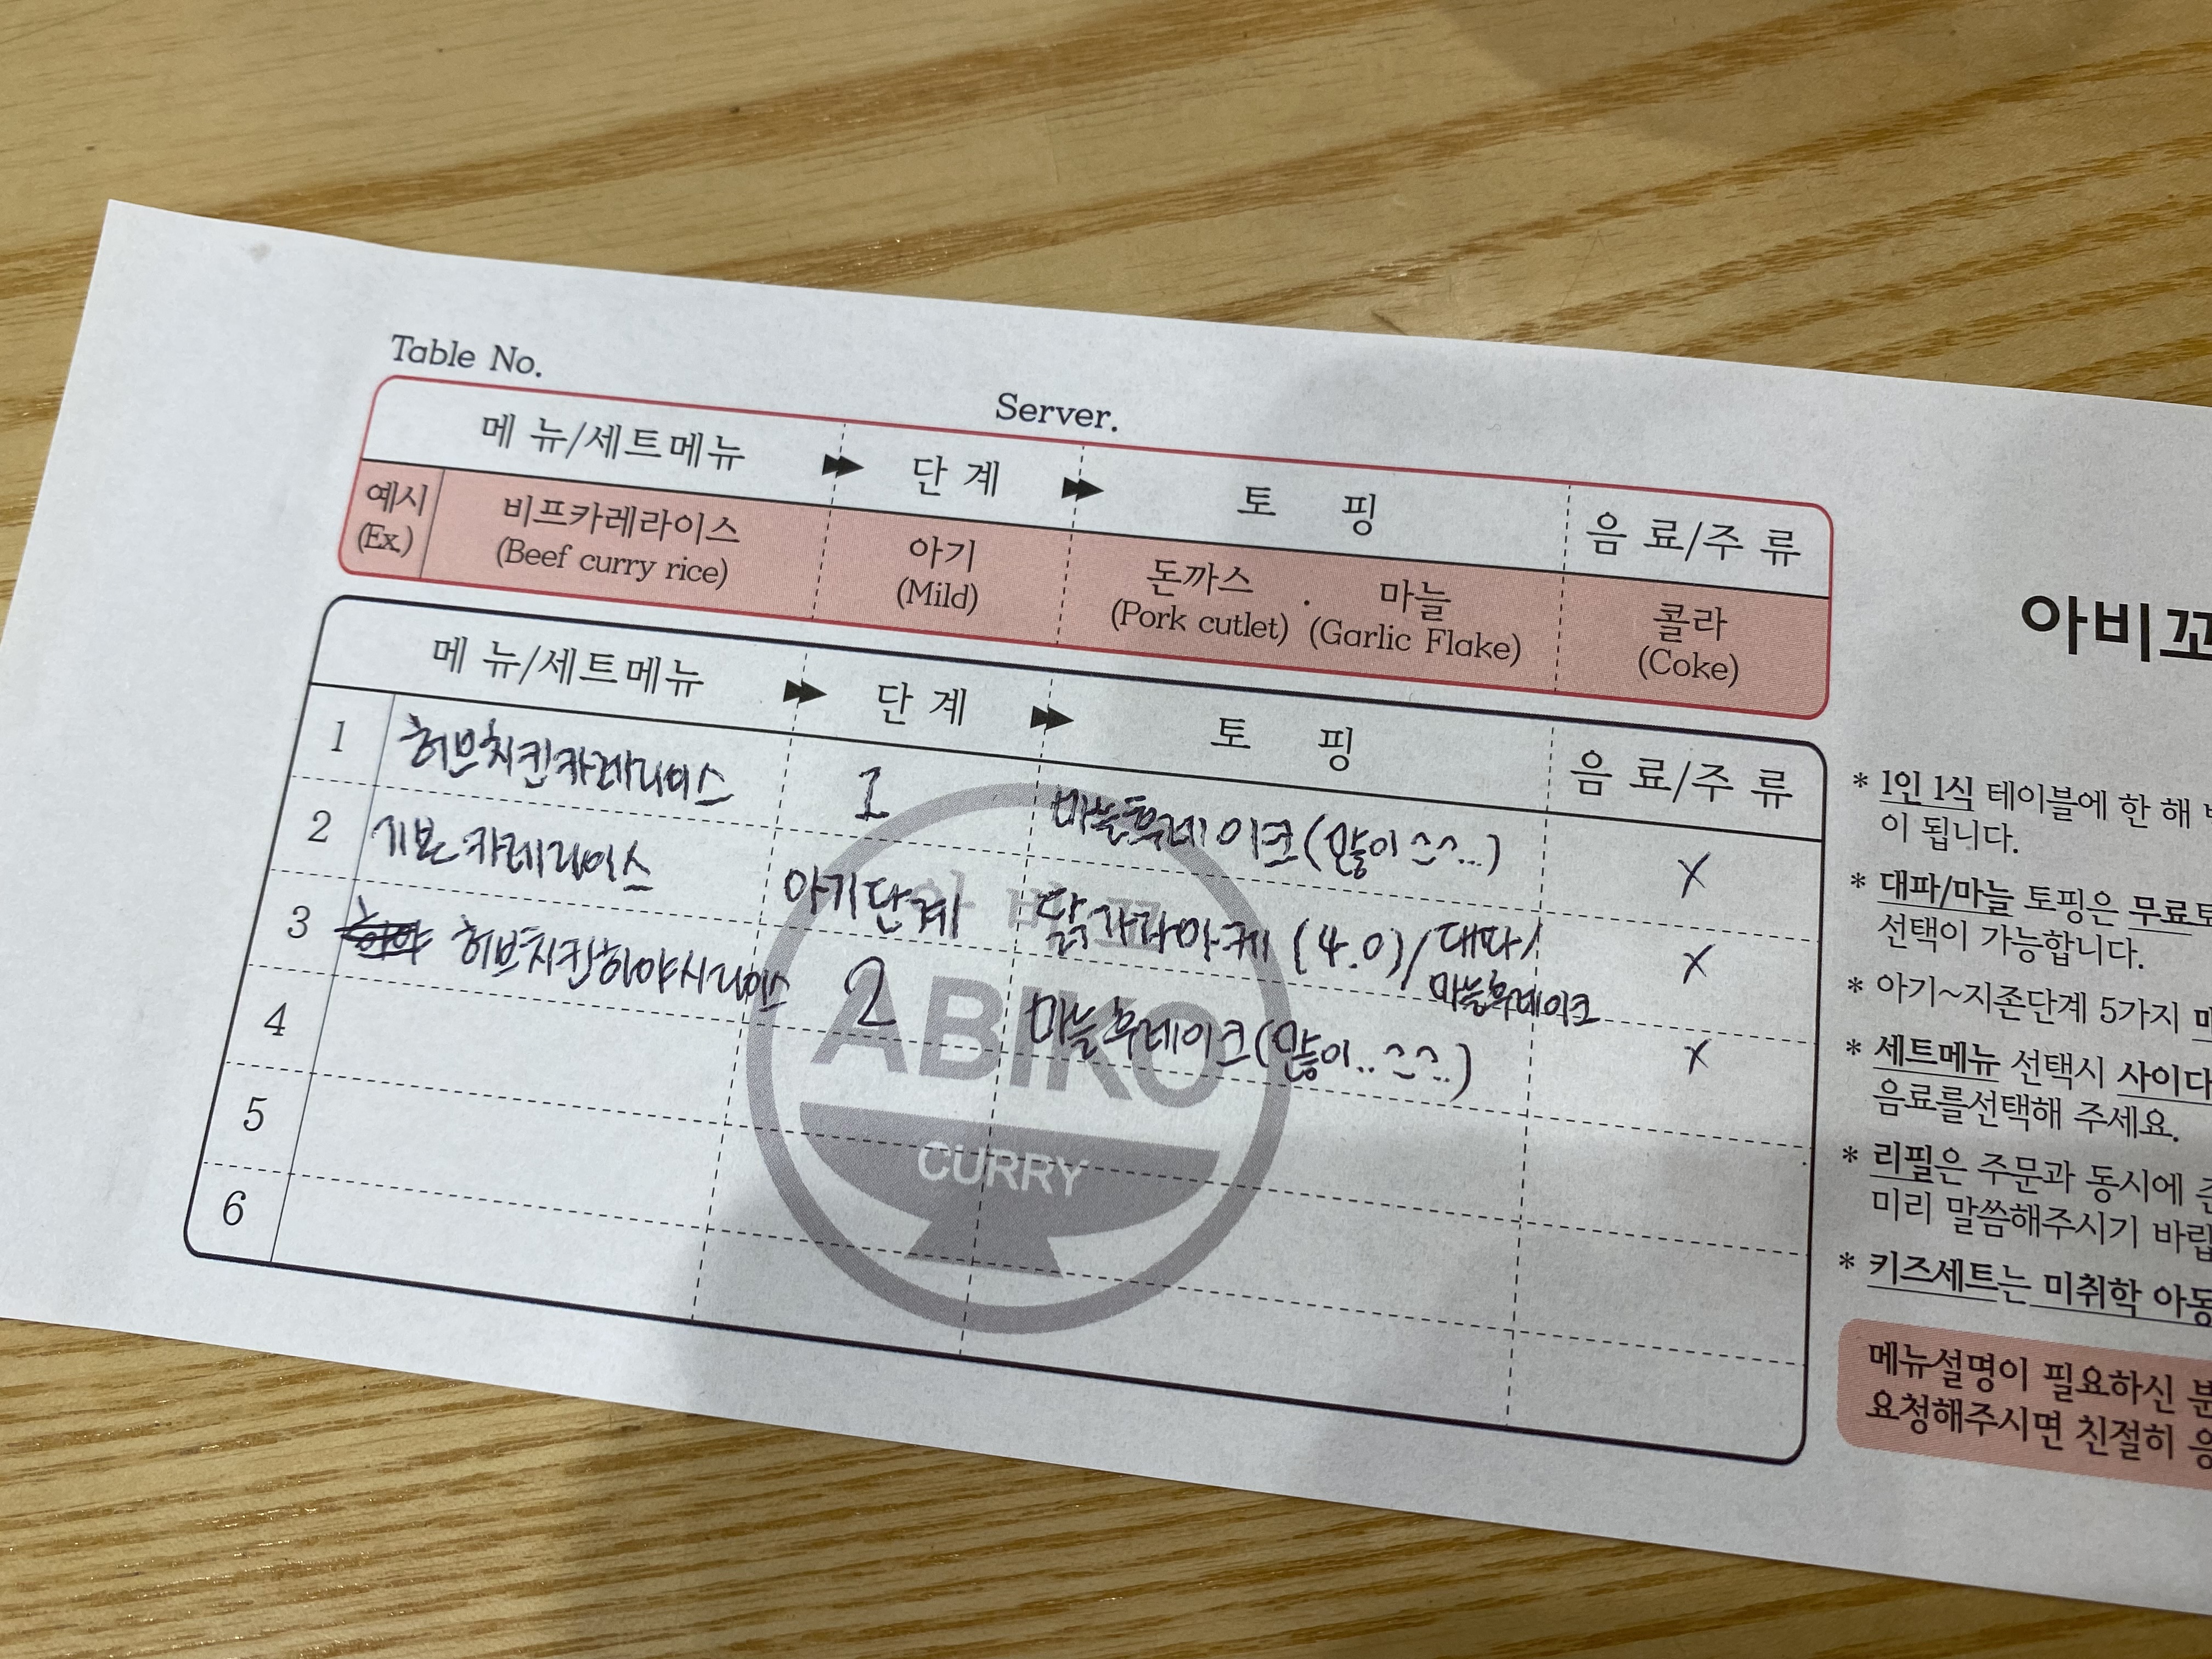 Table No.
Server.
메 뉴/세트메뉴 단 계 토 핑 음 료/주 류
예시 비프카레라이스 아기 돈까스 · 마늘 콜라
(Ex.) (Beef curry rice) (Mild) (Pork cutlet) (Garlic Flake) (Coke)
메 뉴/세트메뉴 단 계 토 핑 음 료/주 류
1 허브치킨카레라이스 1 마늘후레이크(많이 ^^...) X
2 기본카레라이스 아기단계 닭가라아게 (4.0)/대파/
마늘후레이크 X
3 허브치킨하야시라이스 2 마늘후레이크(많이..^^..) X
4
5
6
아비꼬
ABIKO
CURRY
아비꼬
* 1인 1식 테이블에 한 해
이 됩니다.
* 대파/마늘 토핑은 무료
선택이 가능합니다.
* 아기~지존단계 5가지
* 세트메뉴 선택시 사이다
음료를선택해 주세요.
* 리필은 주문과 동시에
미리 말씀해주시기 바랍
* 키즈세트는 미취학 아동
메뉴설명이 필요하신 분
요청해주시면 친절히